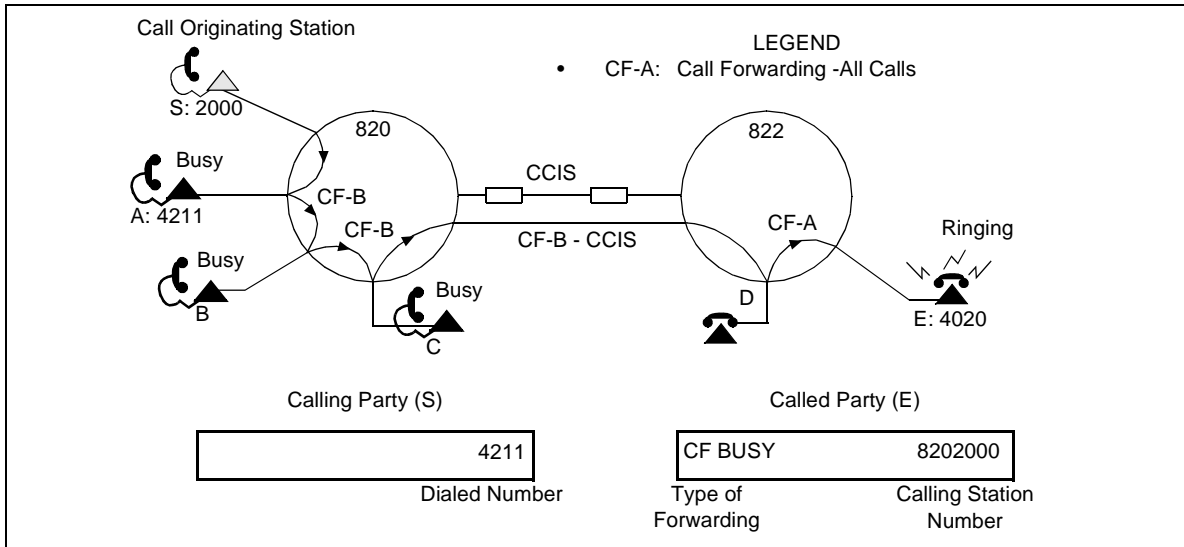 Call Originating Station
LEGEND
• CF-A: Call Forwarding -All Calls
S: 2000
820
822
Busy
CCIS
A: 4211
CF-B
CF-B
CF-B - CCIS
CF-A
Ringing
Busy
B
Busy
C
D
E: 4020
Calling Party (S)
Called Party (E)
4211
CF BUSY 8202000
Dialed Number
Type of
Forwarding
Calling Station
Number